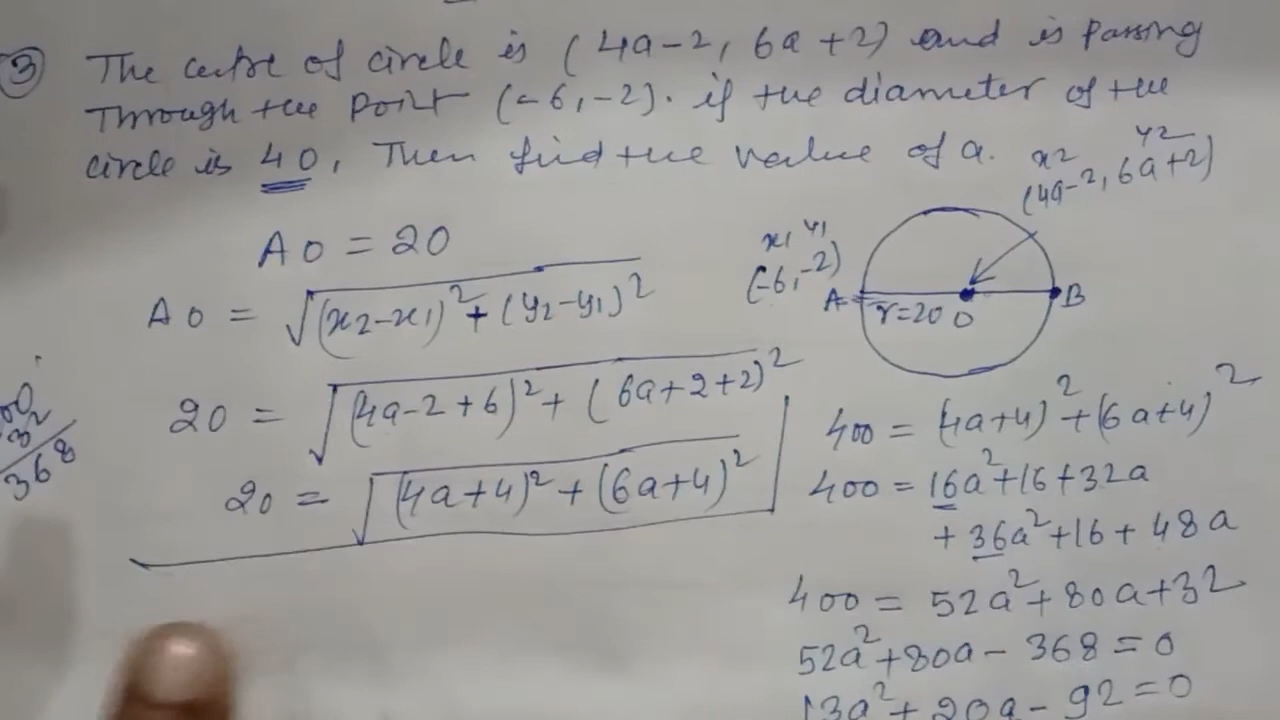 ③ The centre of circle is (4a-2, 6a+2) and is passing
Through the point (-6,-2). if the diameter of the
circle is 40, Then find the value of a.
x2 y2
(4a-2, 6a+2)
x1 y1
(-6,-2)
A r=20 O B
AO = 20
AO = √(x2-x1)²+(y2-y1)²
20 = √(4a-2+6)²+(6a+2+2)²
20 = √(4a+4)²+(6a+4)²
368
400 = (4a+4)²+(6a+4)²
400 = 16a²+16+32a
+36a²+16+48a
400 = 52a²+80a+32
52a²+80a-368=0
13a²+20a-92=0